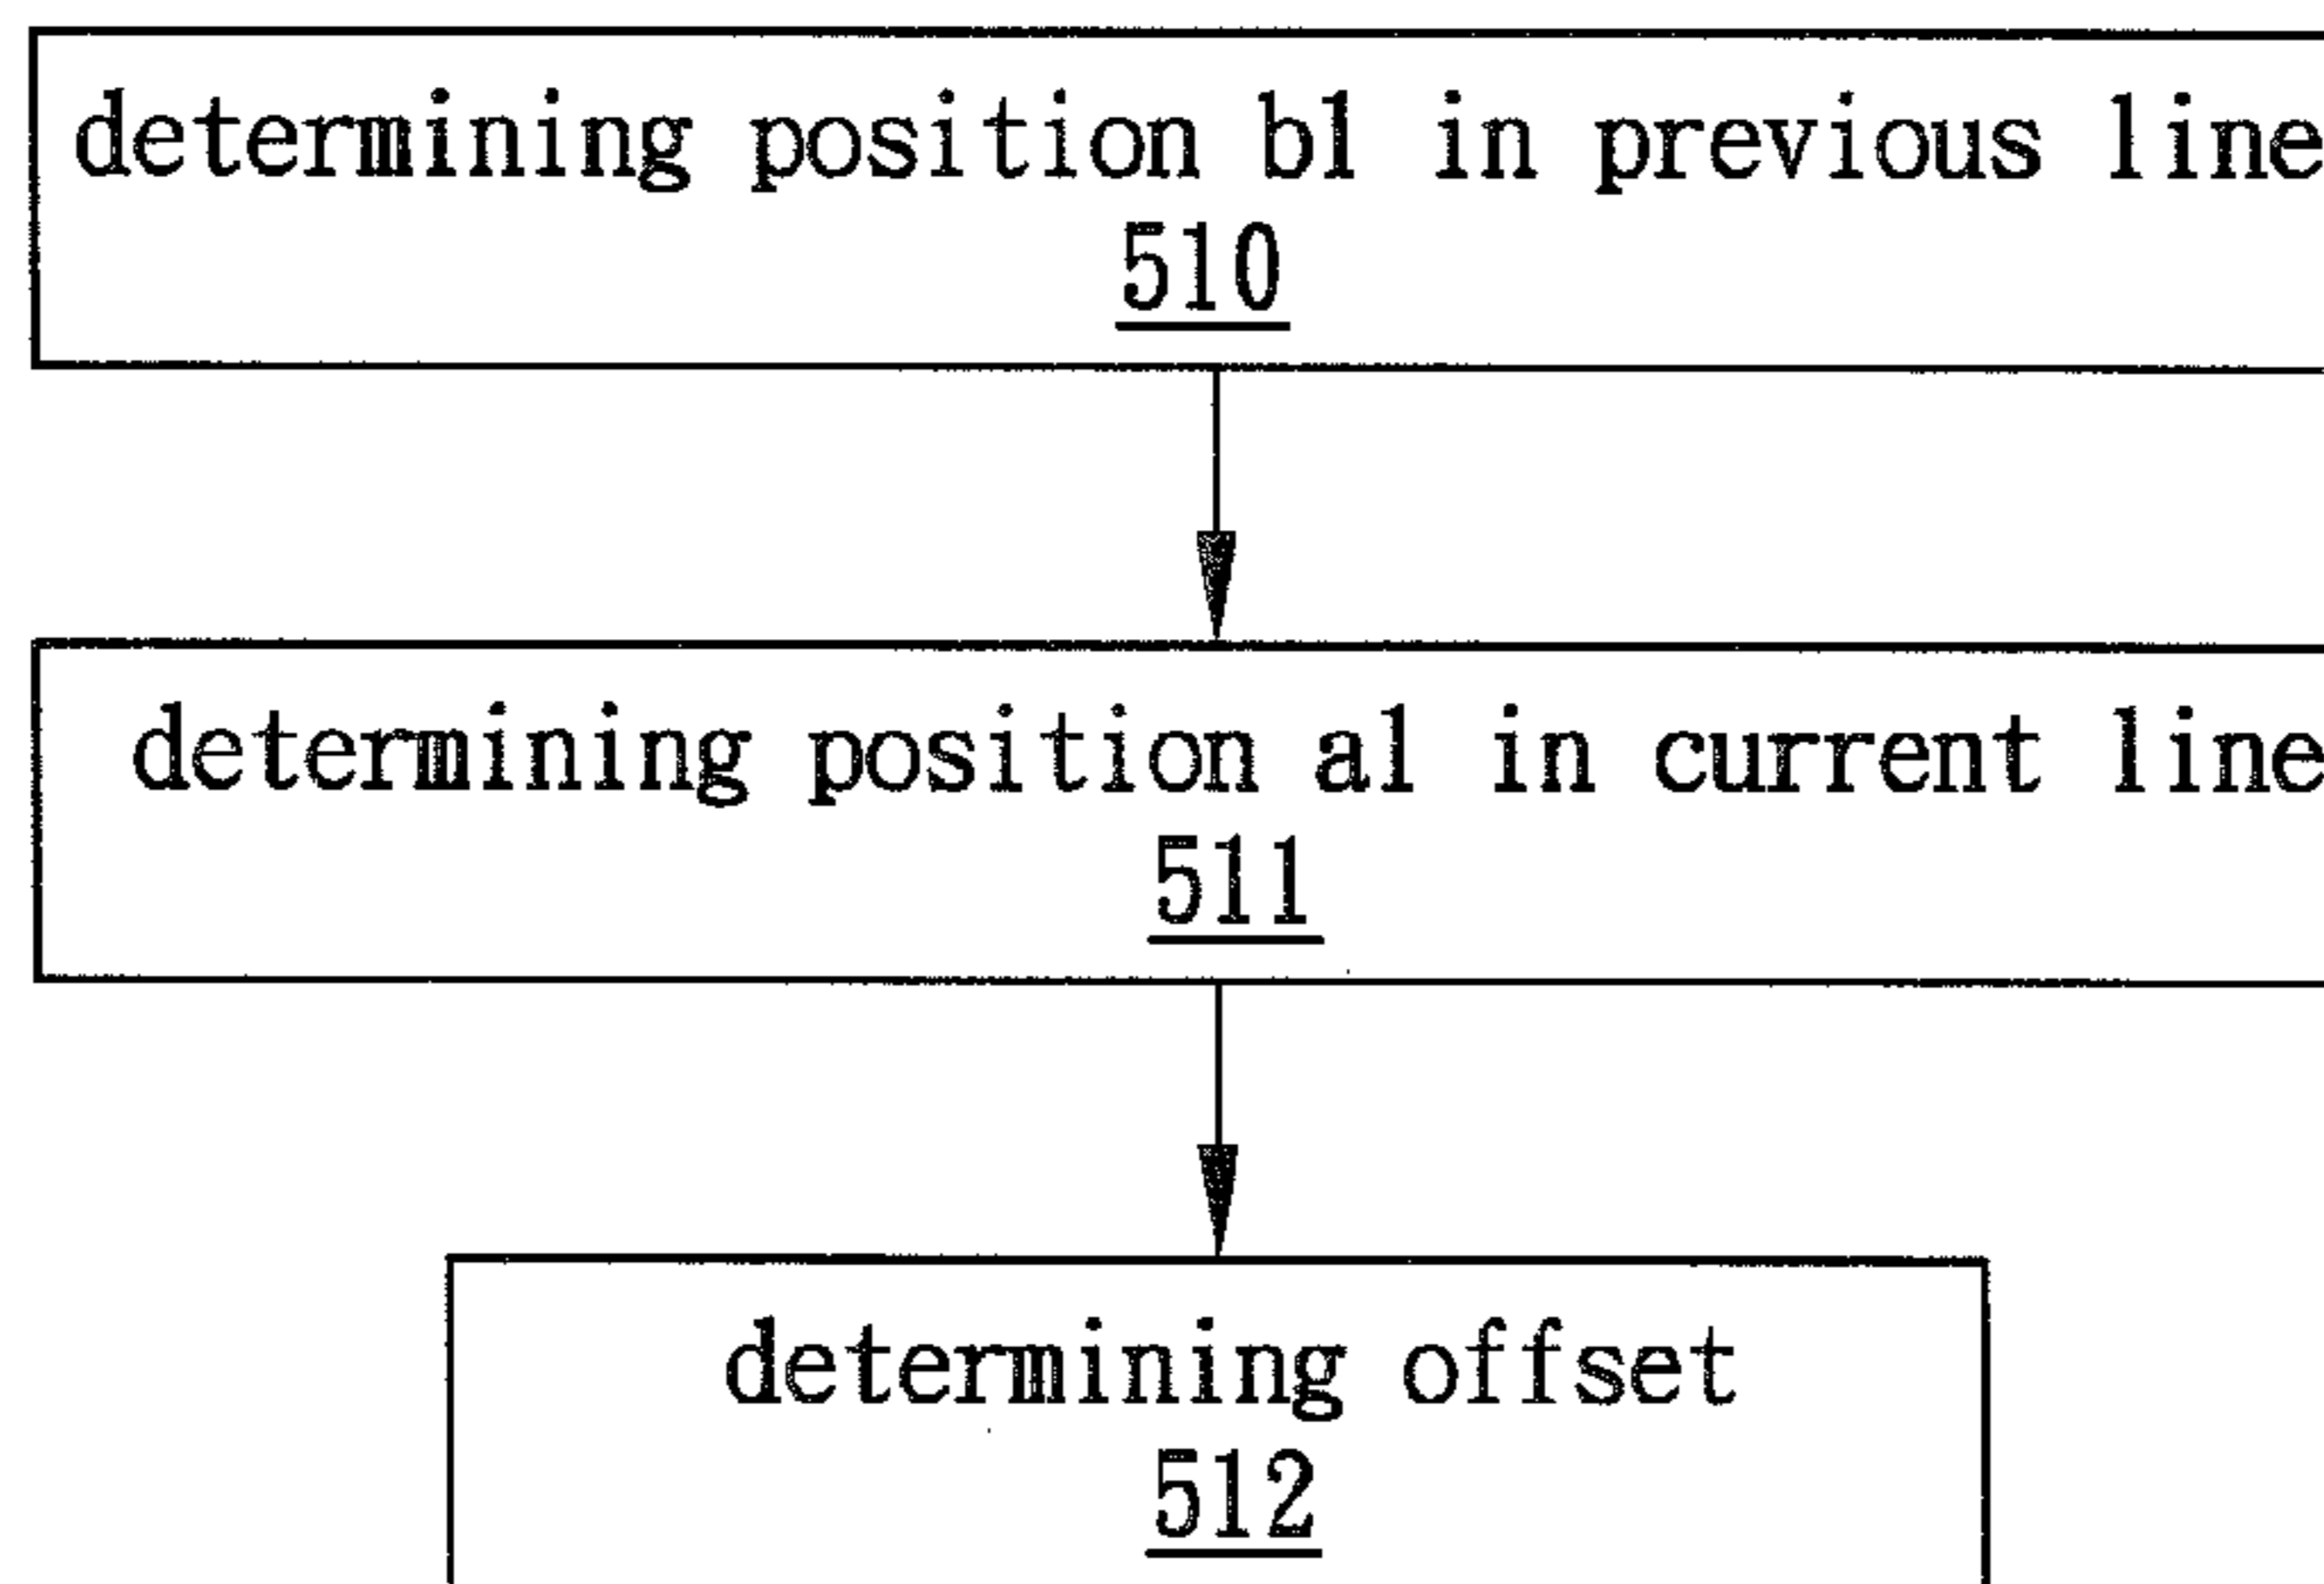 determining position b1 in previous line
510
determining position a1 in current line
511
determining offset
512